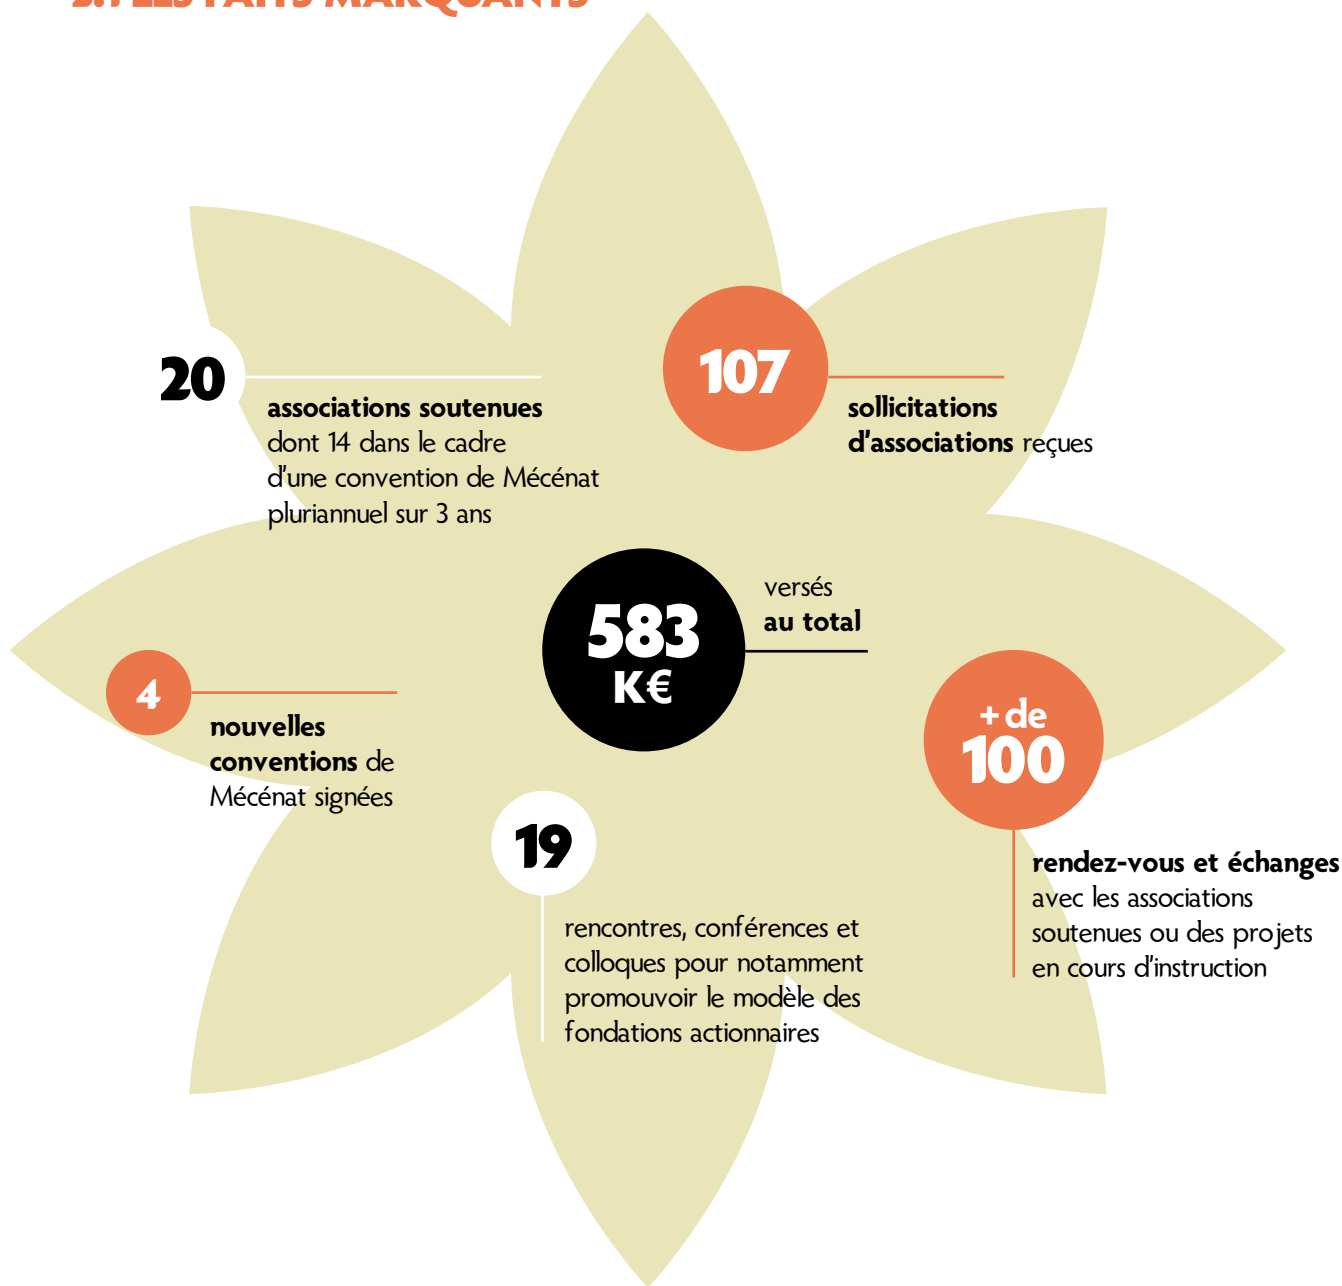 LES FAITS MARQUANTS
20
associations soutenues
dont 14 dans le cadre
d'une convention de Mécénat
pluriannuel sur 3 ans
107
sollicitations
d'associations reçues
583
K€
versés
au total
4
nouvelles
conventions de
Mécénat signées
+ de
100
rendez-vous et échanges
avec les associations
soutenues ou des projets
en cours d'instruction
19
rencontres, conférences et
colloques pour notamment
promouvoir le modèle des
fondations actionnaires